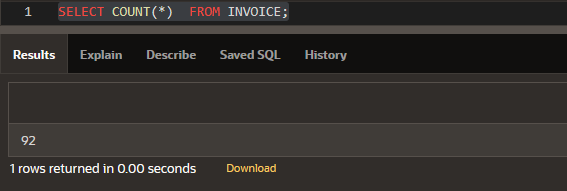 1 SELECT COUNT(*)  FROM INVOICE;
Results Explain Describe Saved SQL History
92
1 rows returned in 0.00 seconds Download